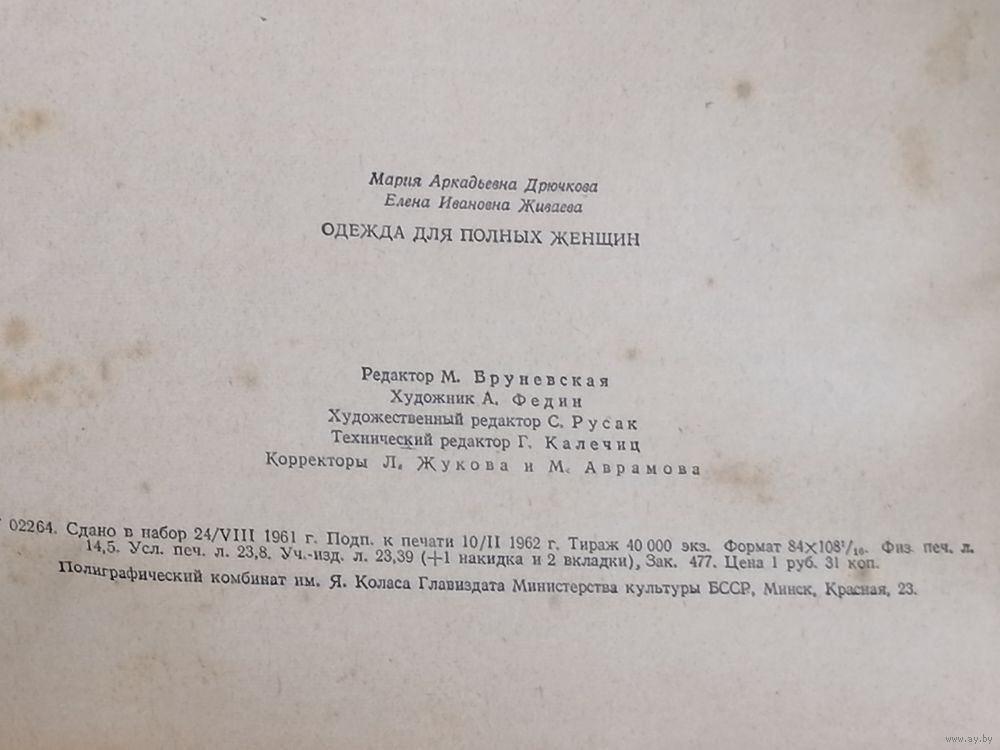 Мария Аркадьевна Дрючкова
Елена Ивановна Живаева
ОДЕЖДА ДЛЯ ПОЛНЫХ ЖЕНЩИН
Редактор М. Бруневская
Художник А. Федин
Художественный редактор С. Русак
Технический редактор Г. Калечиц
Корректоры Л. Жукова и М. Аврамова
02264. Сдано в набор 24/VIII 1961 г. Подп. к печати 10/II 1962 г. Тираж 40 000 экз. Формат 84×108¹/₁₆. Физ. печ. л.
14,5. Усл. печ. л. 23,8. Уч.-изд. л. 23,39 (+1 накидка и 2 вкладки), Зак. 477. Цена 1 руб. 31 коп.
Полиграфический комбинат им. Я. Коласа Главиздата Министерства культуры БССР, Минск, Красная, 23.
www.ay.by